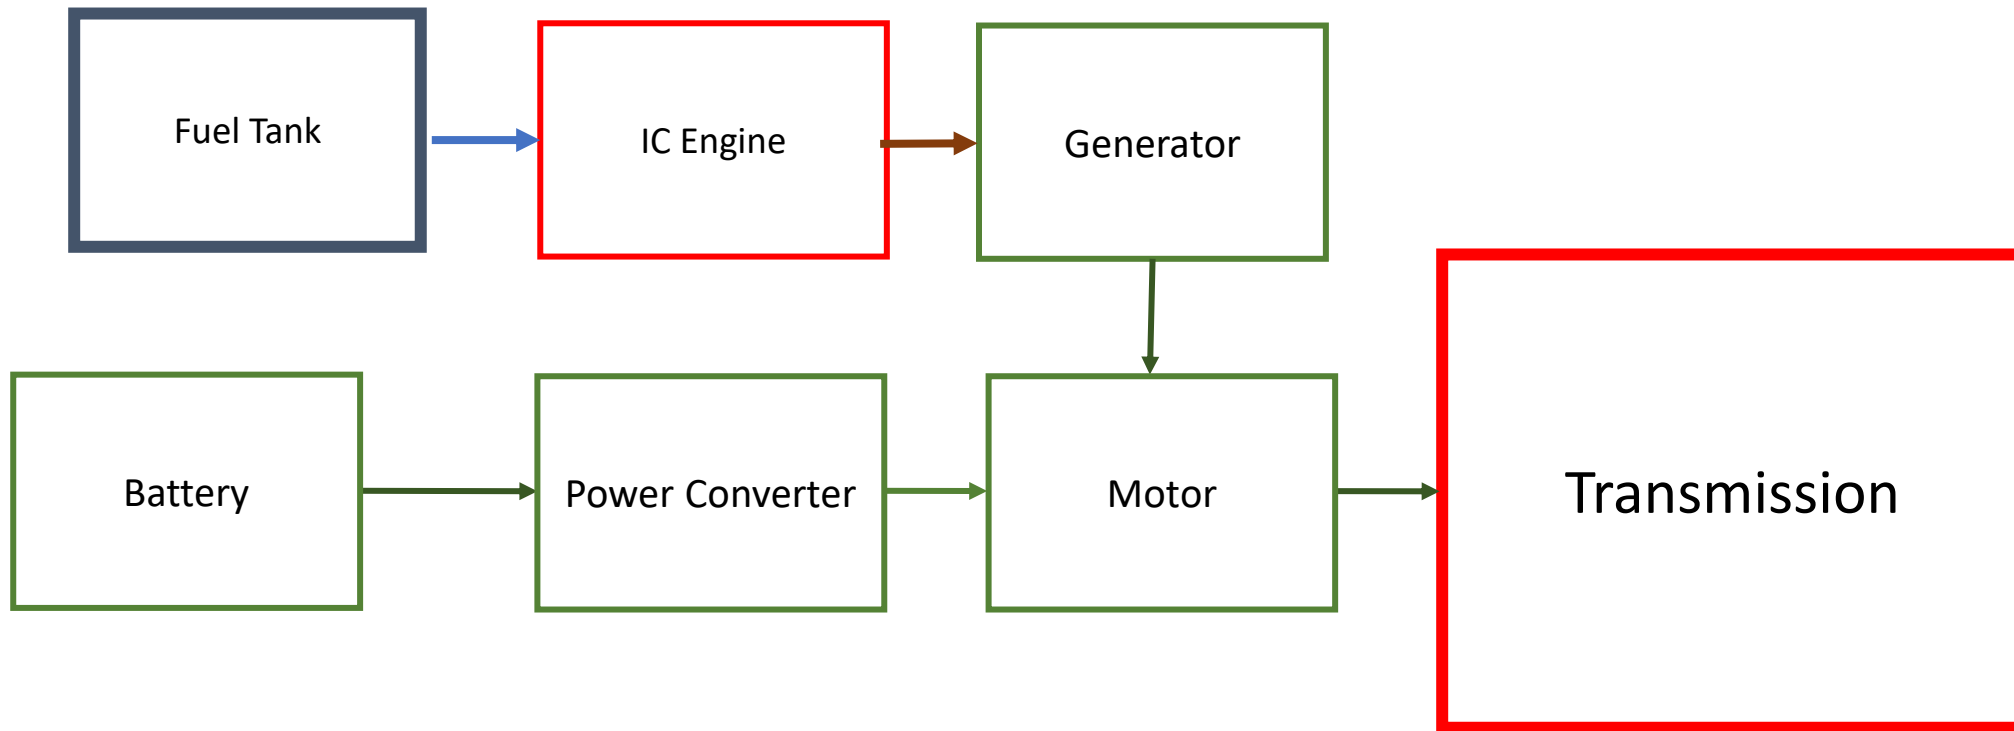 Fuel Tank
IC Engine
Generator
Battery
Power Converter
Motor
Transmission